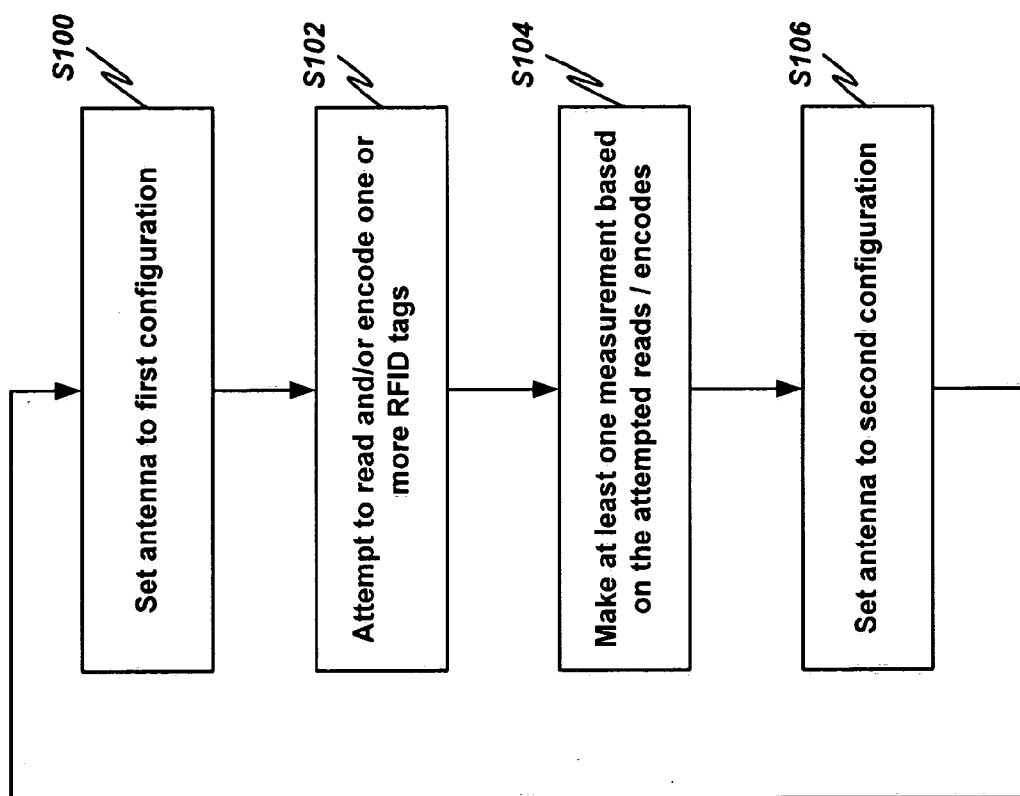 S100
Set antenna to first configuration
S102
Attempt to read and/or encode one or
more RFID tags
S104
Make at least one measurement based
on the attempted reads / encodes
S106
Set antenna to second configuration